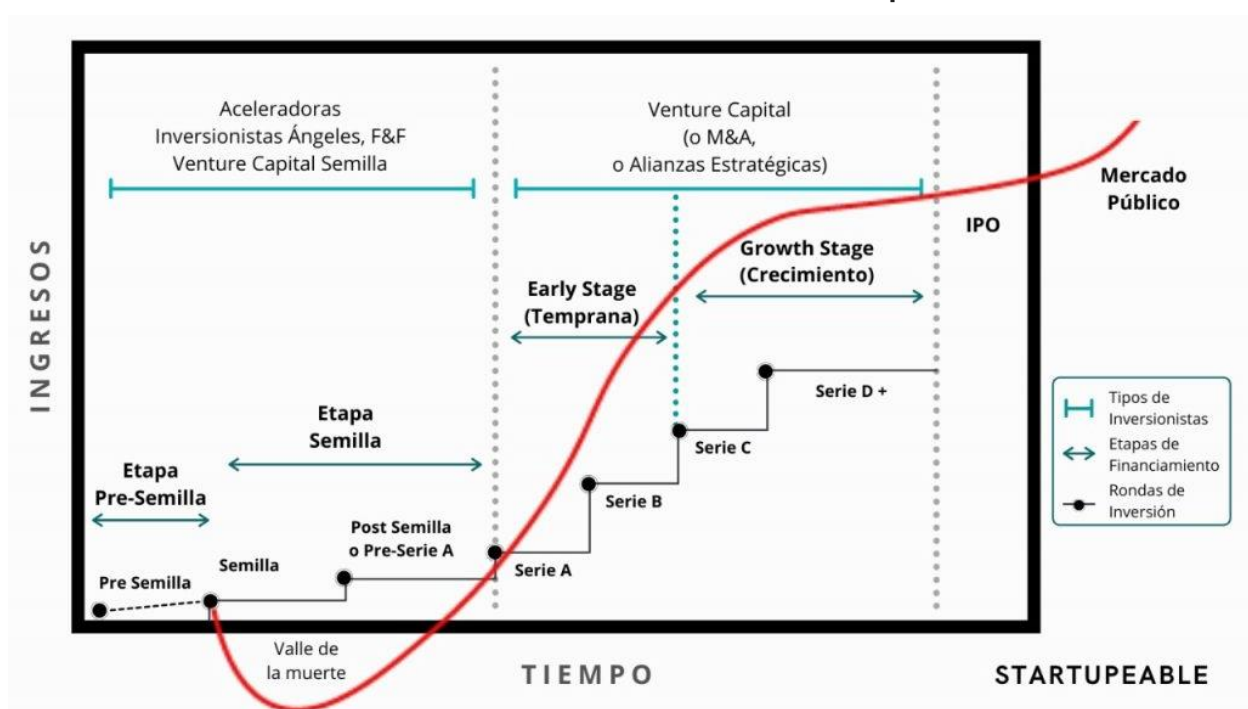 Aceleradoras
Inversionistas Ángeles, F&F
Venture Capital Semilla
Venture Capital
(o M&A,
o Alianzas Estratégicas)
Mercado
Público
IPO
Growth Stage
(Crecimiento)
Early Stage
(Temprana)
INGRESOS
Etapa
Semilla
Etapa
Pre-Semilla
Serie D +
Serie C
Serie B
Post Semilla
o Pre-Serie A
Serie A
Semilla
Pre Semilla
Tipos de
Inversionistas
Etapas de
Financiamiento
Rondas de
Inversión
Valle de
la muerte
TIEMPO
STARTUPEABLE